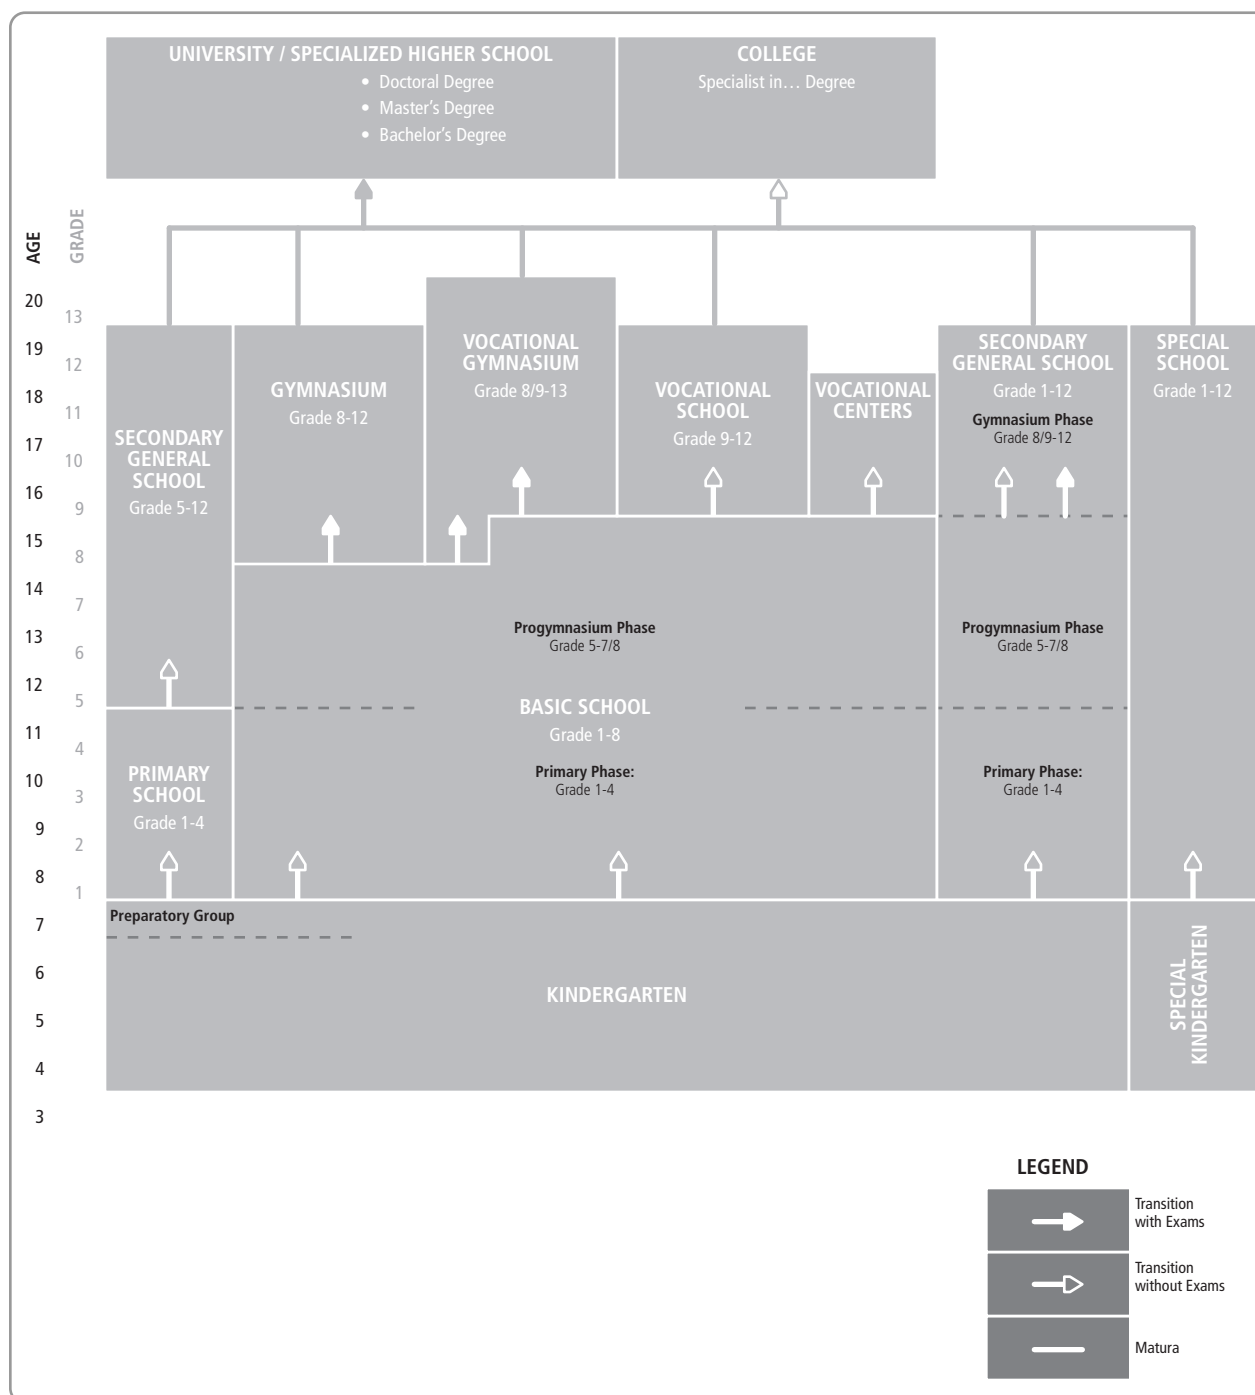 UNIVERSITY / SPECIALIZED HIGHER SCHOOL
• Doctoral Degree
• Master's Degree
• Bachelor's Degree
COLLEGE
Specialist in... Degree
AGE
GRADE
20
19
18
17
16
15
14
13
12
11
10
9
8
7
6
5
4
3
13
12
11
10
9
8
7
6
5
4
3
2
1
SECONDARY
GENERAL
SCHOOL
Grade 5-12
GYMNASIUM
Grade 8-12
VOCATIONAL
GYMNASIUM
Grade 8/9-13
VOCATIONAL
SCHOOL
Grade 9-12
VOCATIONAL
CENTERS
SECONDARY
GENERAL SCHOOL
Grade 1-12
Gymnasium Phase
Grade 8/9-12
SPECIAL
SCHOOL
Grade 1-12
Progymnasium Phase
Grade 5-7/8
Progymnasium Phase
Grade 5-7/8
BASIC SCHOOL
Grade 1-8
PRIMARY
SCHOOL
Grade 1-4
Primary Phase:
Grade 1-4
Primary Phase:
Grade 1-4
Preparatory Group
KINDERGARTEN
SPECIAL
KINDERGARTEN
LEGEND
Transition
with Exams
Transition
without Exams
Matura